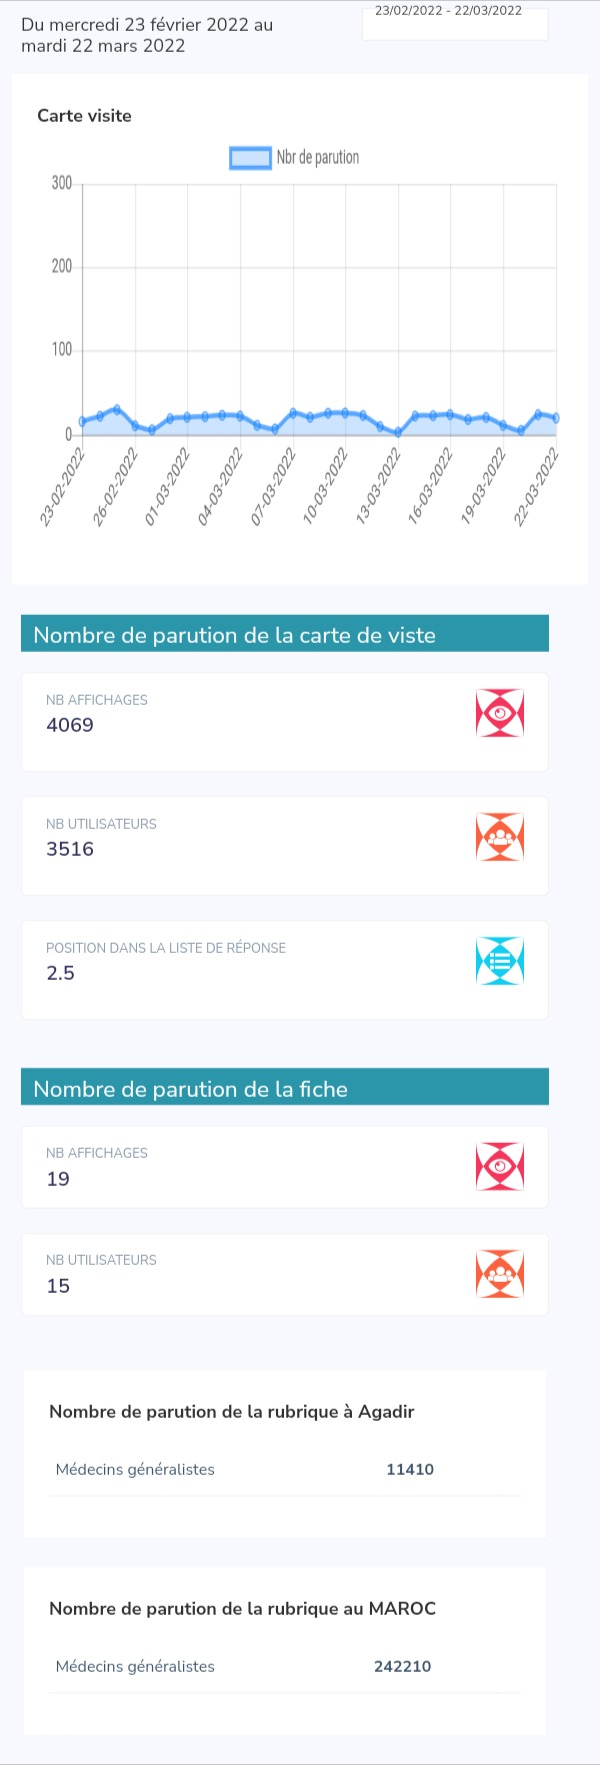 Du mercredi 23 février 2022 au
mardi 22 mars 2022
23/02/2022 - 22/03/2022
Carte visite
Nbr de parution
300
200
100
0
23-02-2022
26-02-2022
01-03-2022
04-03-2022
07-03-2022
10-03-2022
13-03-2022
16-03-2022
19-03-2022
22-03-2022
Nombre de parution de la carte de viste
NB AFFICHAGES
4069
NB UTILISATEURS
3516
POSITION DANS LA LISTE DE RÉPONSE
2.5
Nombre de parution de la fiche
NB AFFICHAGES
19
NB UTILISATEURS
15
Nombre de parution de la rubrique à Agadir
Médecins généralistes 11410
Nombre de parution de la rubrique au MAROC
Médecins généralistes 242210